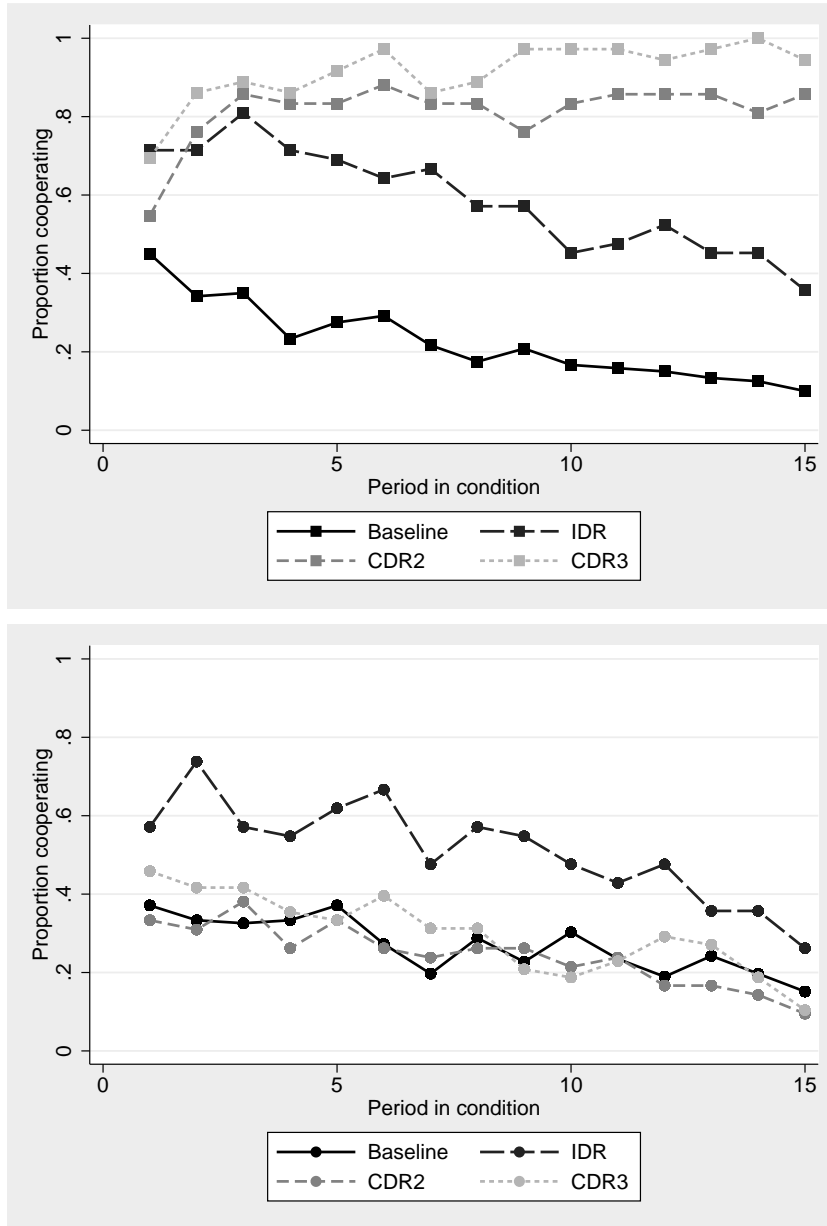 1
.8
.6
.4
.2
0
Proportion cooperating
0 5 10 15
Period in condition
Baseline IDR
CDR2 CDR3
1
.8
.6
.4
.2
0
Proportion cooperating
0 5 10 15
Period in condition
Baseline IDR
CDR2 CDR3